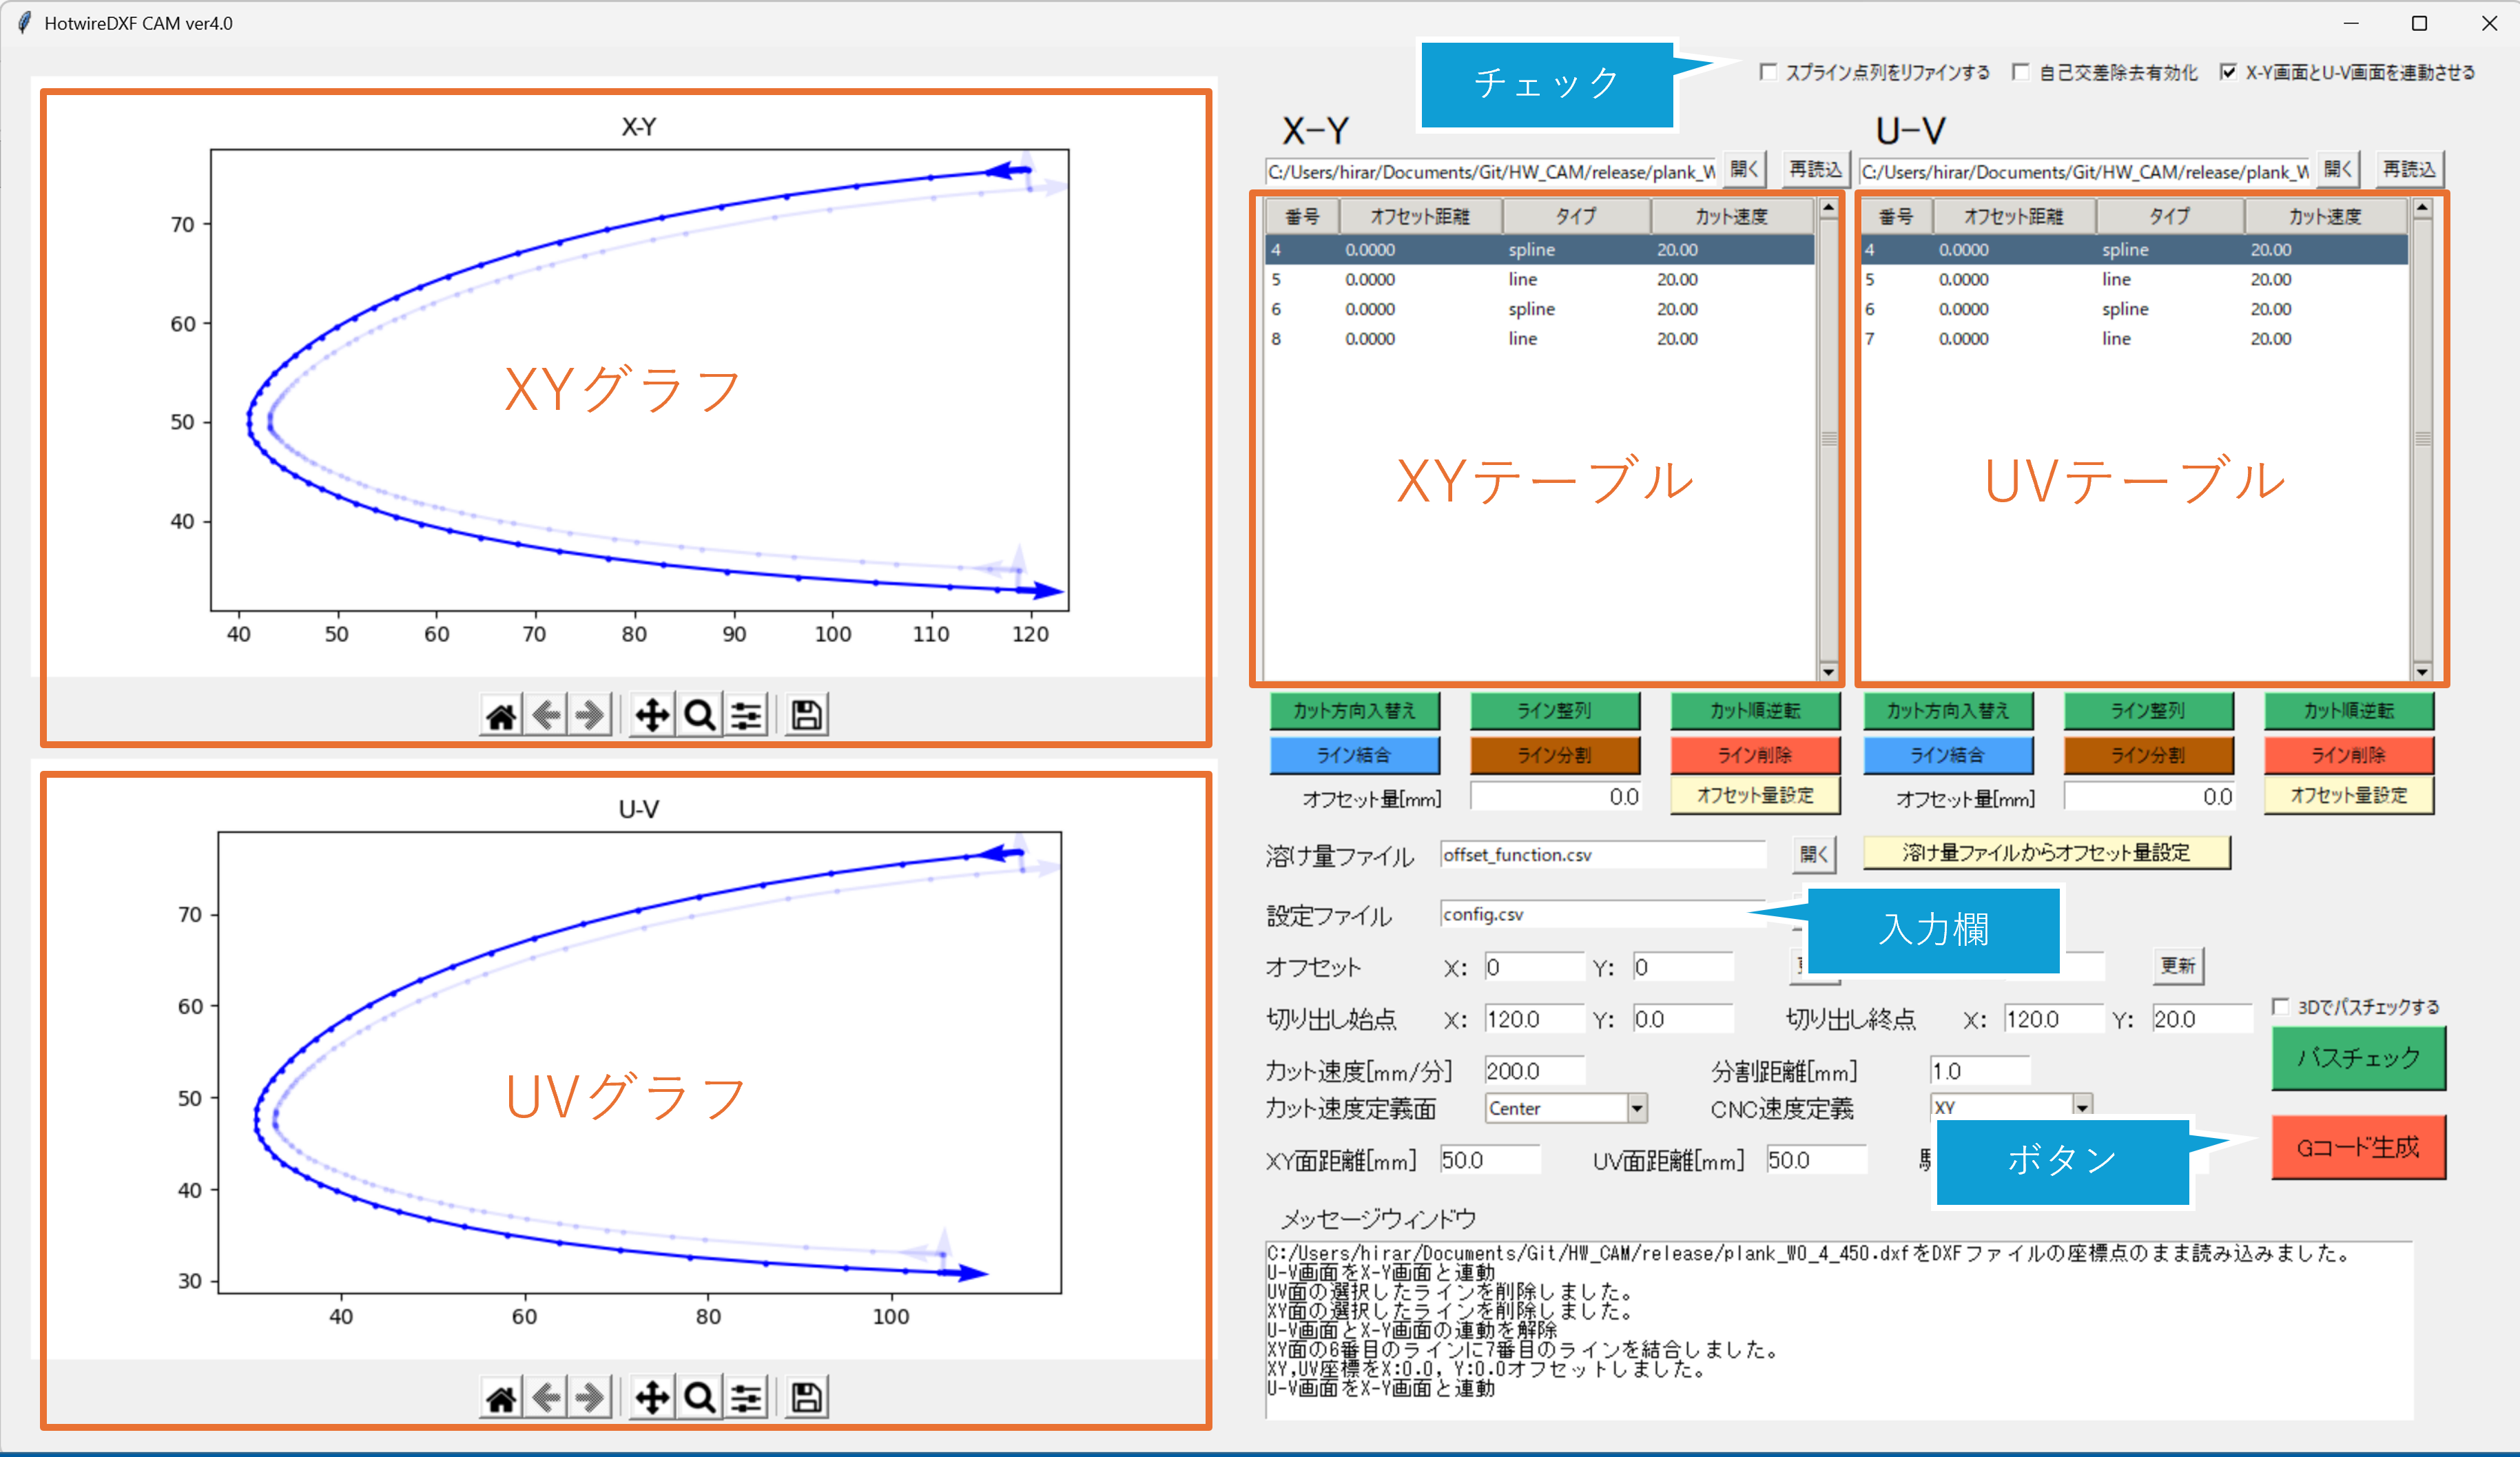 HotwireDXF CAM ver4.0
チェック
スプライン点列をリファインする 自己交差除去有効化 X-Y画面とU-V画面を連動させる
X-Y
70
60
50
40
40 50 60 70 80 90 100 110 120
XYグラフ
U-V
70
60
50
40
30
40 60 80 100
UVグラフ
X-Y U-V
C:/Users/hirar/Documents/Git/HW_CAM/release/plank_W 開く 再読込 C:/Users/hirar/Documents/Git/HW_CAM/release/plank_W 開く 再読込
番号 オフセット距離 タイプ カット速度 番号 オフセット距離 タイプ カット速度
4 0.0000 spline 20.00 4 0.0000 spline 20.00
5 0.0000 line 20.00 5 0.0000 line 20.00
6 0.0000 spline 20.00 6 0.0000 spline 20.00
8 0.0000 line 20.00 7 0.0000 line 20.00
XYテーブル UVテーブル
カット方向入替え ライン整列 カット順逆転 カット方向入替え ライン整列 カット順逆転
ライン結合 ライン分割 ライン削除 ライン結合 ライン分割 ライン削除
オフセット量[mm] 0.0 オフセット量設定 オフセット量[mm] 0.0 オフセット量設定
溶け量ファイル offset_function.csv 開く 溶け量ファイルからオフセット量設定
設定ファイル config.csv 入力欄
オフセット X: 0 Y: 0 更新
切り出し始点 X: 120.0 Y: 0.0 切り出し終点 X: 120.0 Y: 20.0 3Dでパスチェックする
パスチェック
カット速度[mm/分] 200.0 分割距離[mm] 1.0
カット速度定義面 Center CNC速度定義 XY
Gコード生成
XY面距離[mm] 50.0 UV面距離[mm] 50.0 ボタン
メッセージウィンドウ
C:/Users/hirar/Documents/Git/HW_CAM/release/plank_W0_4_450.dxfをDXFファイルの座標点のまま読み込みました。
U-V画面をX-Y画面と連動
UV面の選択したラインを削除しました。
XY面の選択したラインを削除しました。
U-V画面とX-Y画面の連動を解除
XY面の6番目のラインに7番目のラインを結合しました。
XY,UV座標をX:0.0, Y:0.0オフセットしました。
U-V画面をX-Y画面と連動